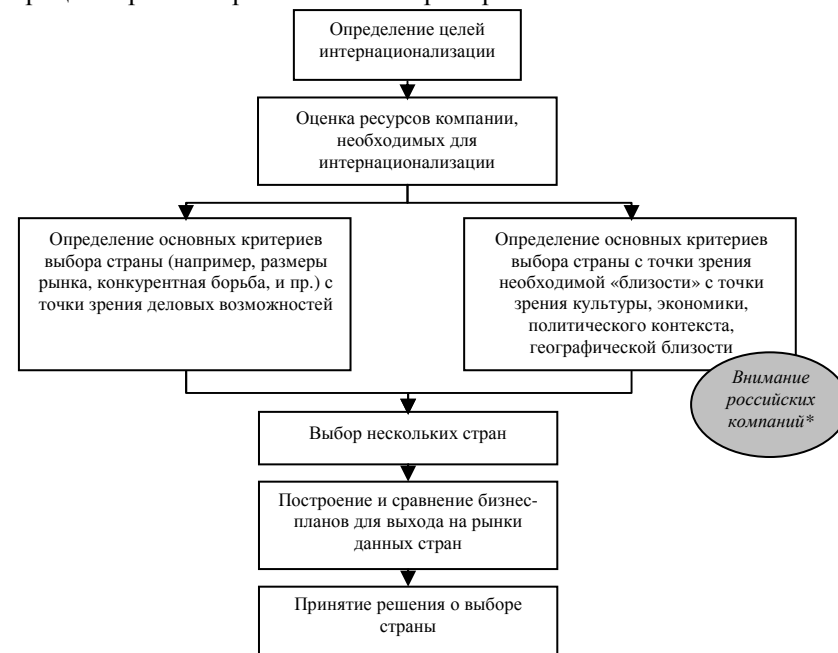 Определение целей
интернационализации
Оценка ресурсов компании,
необходимых для
интернационализации
Определение основных критериев
выбора страны (например, размеры
рынка, конкурентная борьба, и пр.) с
точки зрения деловых возможностей
Определение основных критериев
выбора страны с точки зрения
необходимой «близости» с точки
зрения культуры, экономики,
политического контекста,
географической близости
Внимание
российских
компаний*
Выбор нескольких стран
Построение и сравнение бизнес-
планов для выхода на рынки
данных стран
Принятие решения о выборе
страны